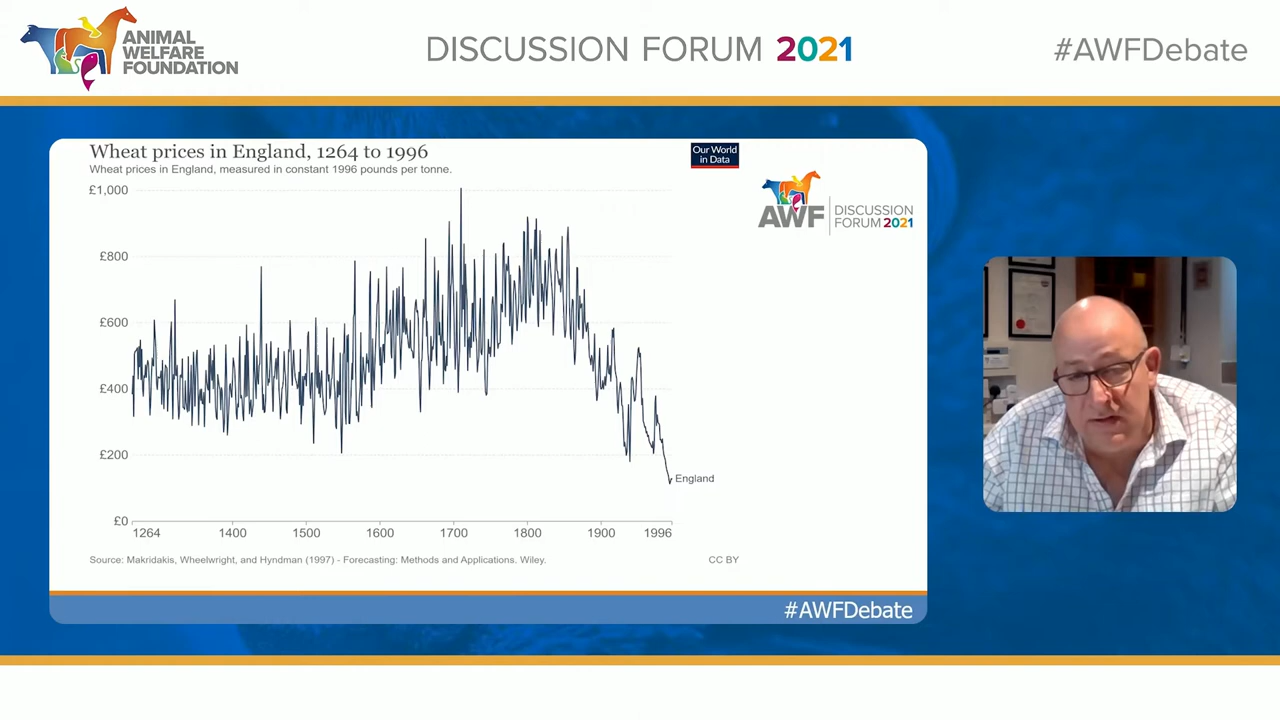 ANIMAL
WELFARE
FOUNDATION
DISCUSSION FORUM 2021
#AWFDebate
Wheat prices in England, 1264 to 1996
Wheat prices in England, measured in constant 1996 pounds per tonne.
Our World
in Data
AWF
DISCUSSION
FORUM 2021
£1,000
£800
£600
£400
£200
£0
England
1264
1400
1500
1600
1700
1800
1900
1996
Source: Makridakis, Wheelwright, and Hyndman (1997) - Forecasting: Methods and Applications. Wiley.
CC BY
#AWFDebate